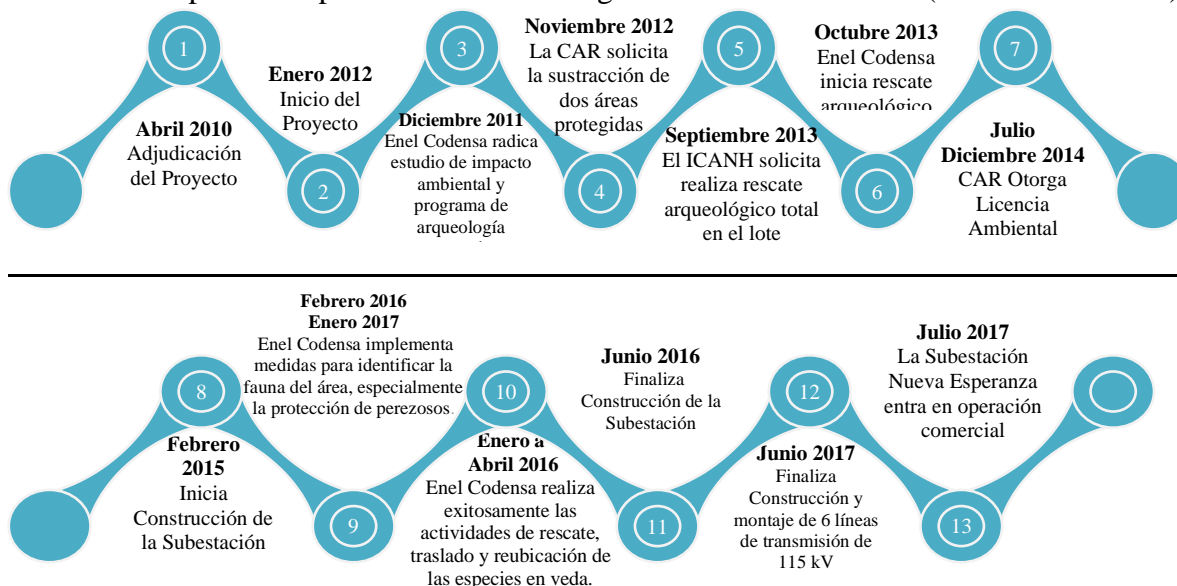 1
Abril 2010
Adjudicación
del Proyecto
Enero 2012
Inicio del
Proyecto
2
3
Diciembre 2011
Enel Codensa radica
estudio de impacto
ambiental y
programa de
arqueología
Noviembre 2012
La CAR solicita
la sustracción de
dos áreas
protegidas
4
5
Septiembre 2013
El ICANH solicita
realiza rescate
arqueológico total
en el lote
Octubre 2013
Enel Codensa
inicia rescate
arqueológico
6
7
Julio
Diciembre 2014
CAR Otorga
Licencia
Ambiental
8
Febrero
2015
Inicia
Construcción de
la Subestación
Febrero 2016
Enero 2017
Enel Codensa implementa
medidas para identificar la
fauna del área, especialmente
la protección de perezosos.
9
10
Enero a
Abril 2016
Enel Codensa realiza
exitosamente las
actividades de rescate,
traslado y reubicación de
las especies en veda.
Junio 2016
Finaliza
Construcción de la
Subestación
11
12
Junio 2017
Finaliza
Construcción y
montaje de 6 líneas
de transmisión de
115 kV
Julio 2017
La Subestación
Nueva Esperanza
entra en operación
comercial
13